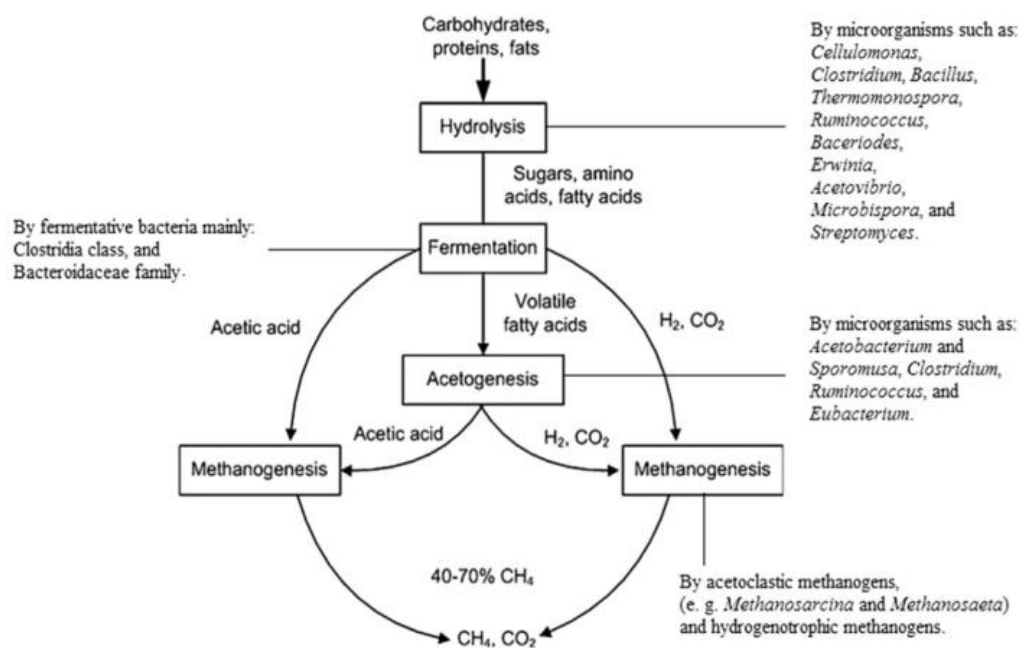 Carbohydrates,
proteins, fats
By microorganisms such as:
Cellulomonas,
Clostridium, Bacillus,
Thermomonospora,
Ruminococcus,
Baceriodes,
Erwinia,
Acetovibrio,
Microbispora, and
Streptomyces.
Hydrolysis
Sugars, amino
acids, fatty acids
By fermentative bacteria mainly:
Clostridia class, and
Bacteroidaceae family.
Fermentation
Acetic acid
Volatile
fatty acids
H₂, CO₂
By microorganisms such as:
Acetobacterium and
Sporomusa, Clostridium,
Ruminococcus, and
Eubacterium.
Acetogenesis
Acetic acid
H₂, CO₂
Methanogenesis
Methanogenesis
40-70% CH₄
By acetoclastic methanogens,
(e. g. Methanosarcina and Methanosaeta)
and hydrogenotrophic methanogens.
CH₄, CO₂